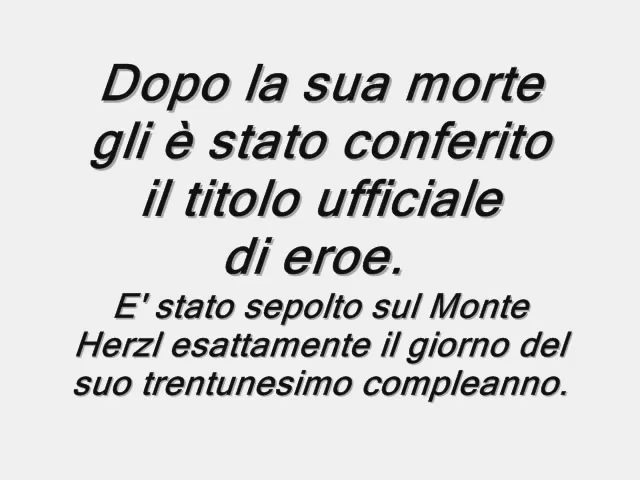 Dopo la sua morte
gli è stato conferito
il titolo ufficiale
di eroe.
E' stato sepolto sul Monte
Herzl esattamente il giorno del
suo trentunesimo compleanno.